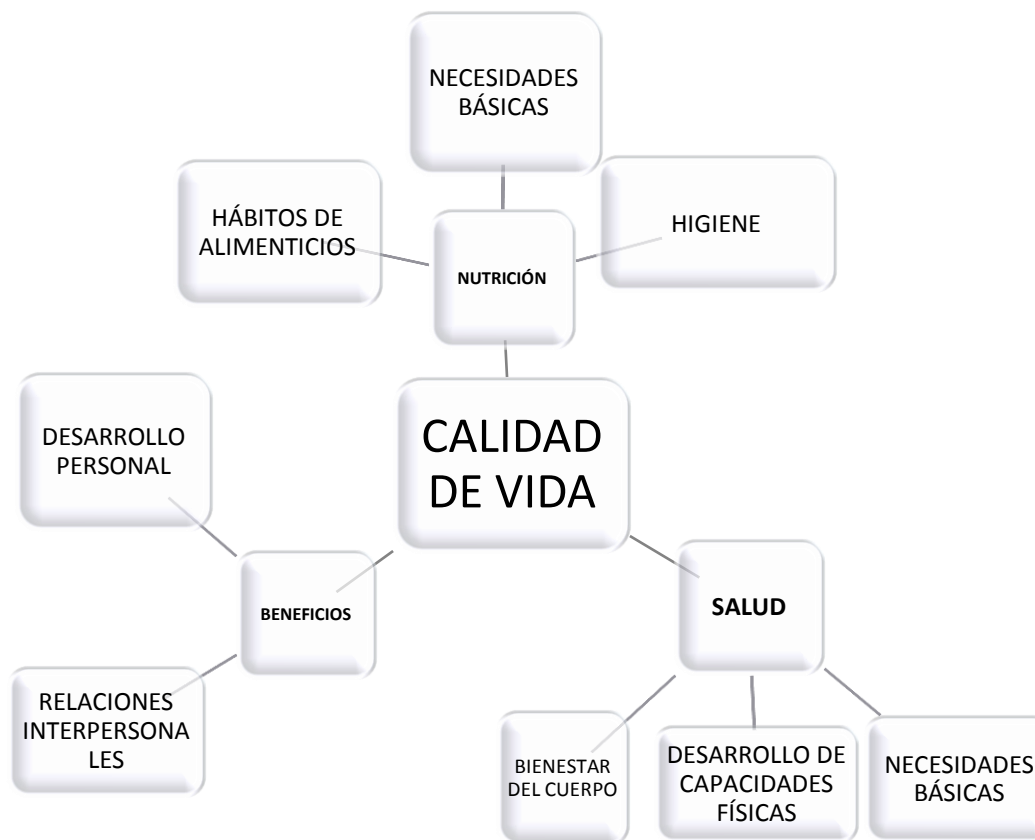 NECESIDADES
BÁSICAS
HÁBITOS DE
ALIMENTICIOS
HIGIENE
NUTRICIÓN
CALIDAD
DE VIDA
DESARROLLO
PERSONAL
BENEFICIOS
RELACIONES
INTERPERSONA
LES
SALUD
BIENESTAR
DEL CUERPO
DESARROLLO DE
CAPACIDADES
FÍSICAS
NECESIDADES
BÁSICAS